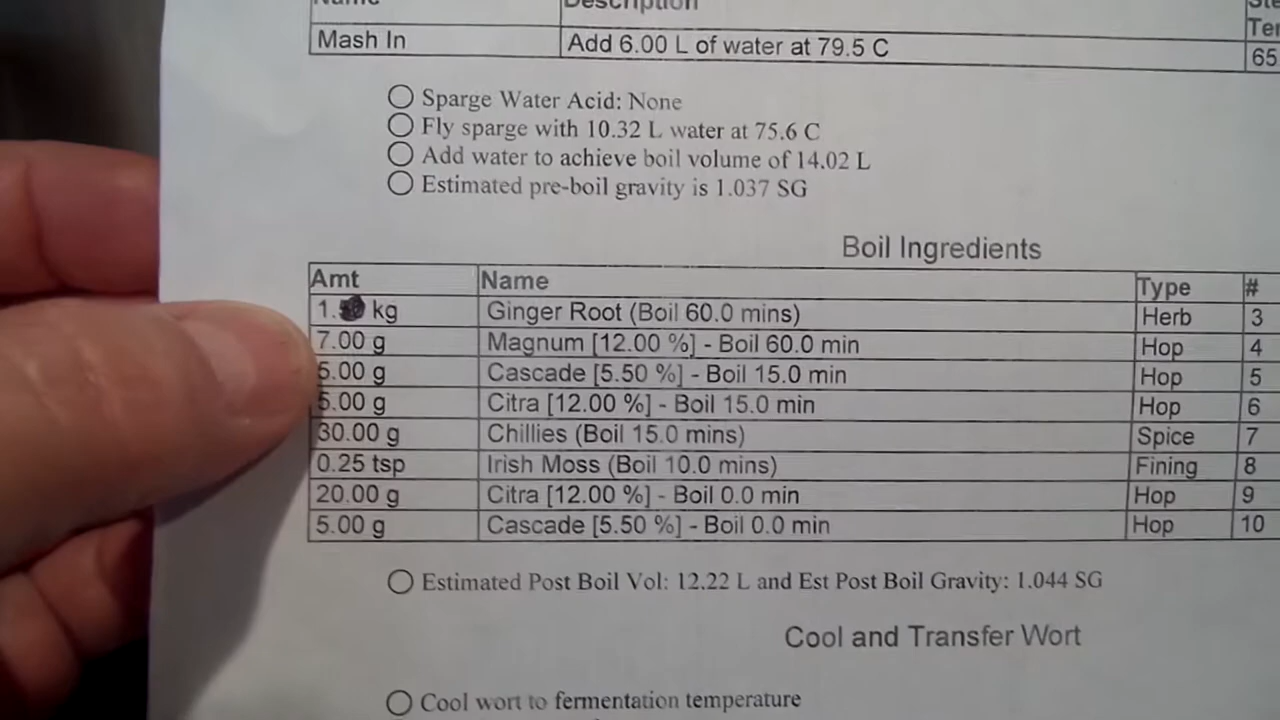 Name Description
Mash In Add 6.00 L of water at 79.5 C 65
Sparge Water Acid: None
Fly sparge with 10.32 L water at 75.6 C
Add water to achieve boil volume of 14.02 L
Estimated pre-boil gravity is 1.037 SG
Boil Ingredients
Amt Name Type #
kg Ginger Root (Boil 60.0 mins) Herb 3
7.00 g Magnum [12.00 %] - Boil 60.0 min Hop 4
5.00 g Cascade [5.50 %] - Boil 15.0 min Hop 5
5.00 g Citra [12.00 %] - Boil 15.0 min Hop 6
30.00 g Chillies (Boil 15.0 mins) Spice 7
0.25 tsp Irish Moss (Boil 10.0 mins) Fining 8
20.00 g Citra [12.00 %] - Boil 0.0 min Hop 9
5.00 g Cascade [5.50 %] - Boil 0.0 min Hop 10
Estimated Post Boil Vol: 12.22 L and Est Post Boil Gravity: 1.044 SG
Cool and Transfer Wort
Cool wort to fermentation temperature